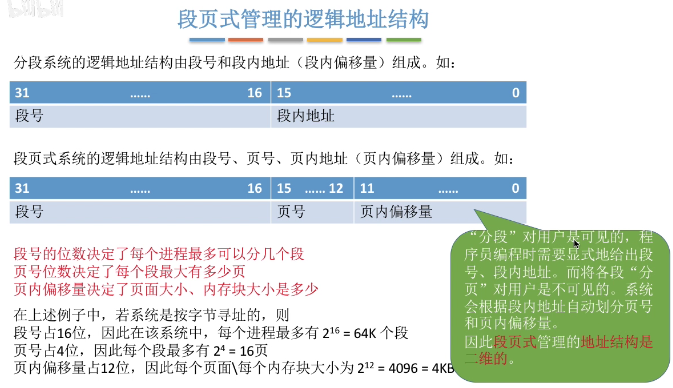 bilibili
段页式管理的逻辑地址结构
分段系统的逻辑地址结构由段号和段内地址（段内偏移量）组成。如：
31 …… 16 15 …… 0
段号 段内地址
段页式系统的逻辑地址结构由段号、页号、页内地址（页内偏移量）组成。如：
31 …… 16 15 …… 12 11 …… 0
段号 页号 页内偏移量
“分段”对用户是可见的，程
序员编程时需要显式地给出段
号、段内地址。而将各段“分
页”对用户是不可见的。系统
会根据段内地址自动划分页号
和页内偏移量。
因此段页式管理的地址结构是
二维的。
段号的位数决定了每个进程最多可以分几个段
页号位数决定了每个段最大有多少页
页内偏移量决定了页面大小、内存块大小是多少
在上述例子中，若系统是按字节寻址的，则
段号占16位，因此在该系统中，每个进程最多有 2¹⁶ = 64K 个段
页号占4位，因此每个段最多有 2⁴ = 16页
页内偏移量占12位，因此每个页面\每个内存块大小为 2¹² = 4096 = 4KB